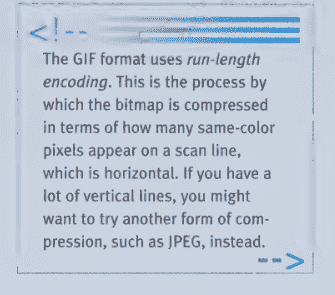 <!--
The GIF format uses run-length
encoding. This is the process by
which the bitmap is compressed
in terms of how many same-color
pixels appear on a scan line,
which is horizontal. If you have a
lot of vertical lines, you might
want to try another form of com-
pression, such as JPEG, instead.
-->